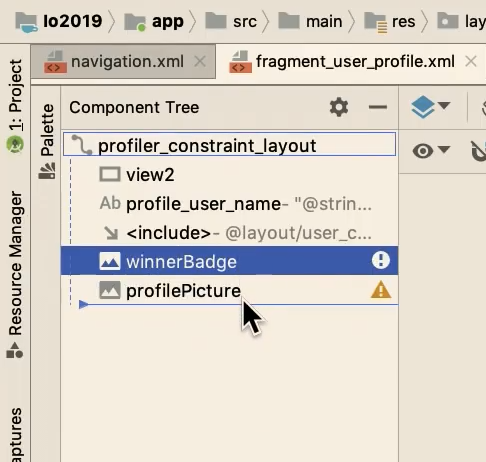 Io2019 app src main res lay
navigation.xml fragment_user_profile.xml
1: Project
Resource Manager
aptures
Palette
Component Tree
profiler_constraint_layout
view2
Ab profile_user_name- "@strin...
<include>- @layout/user_c...
winnerBadge
profilePicture